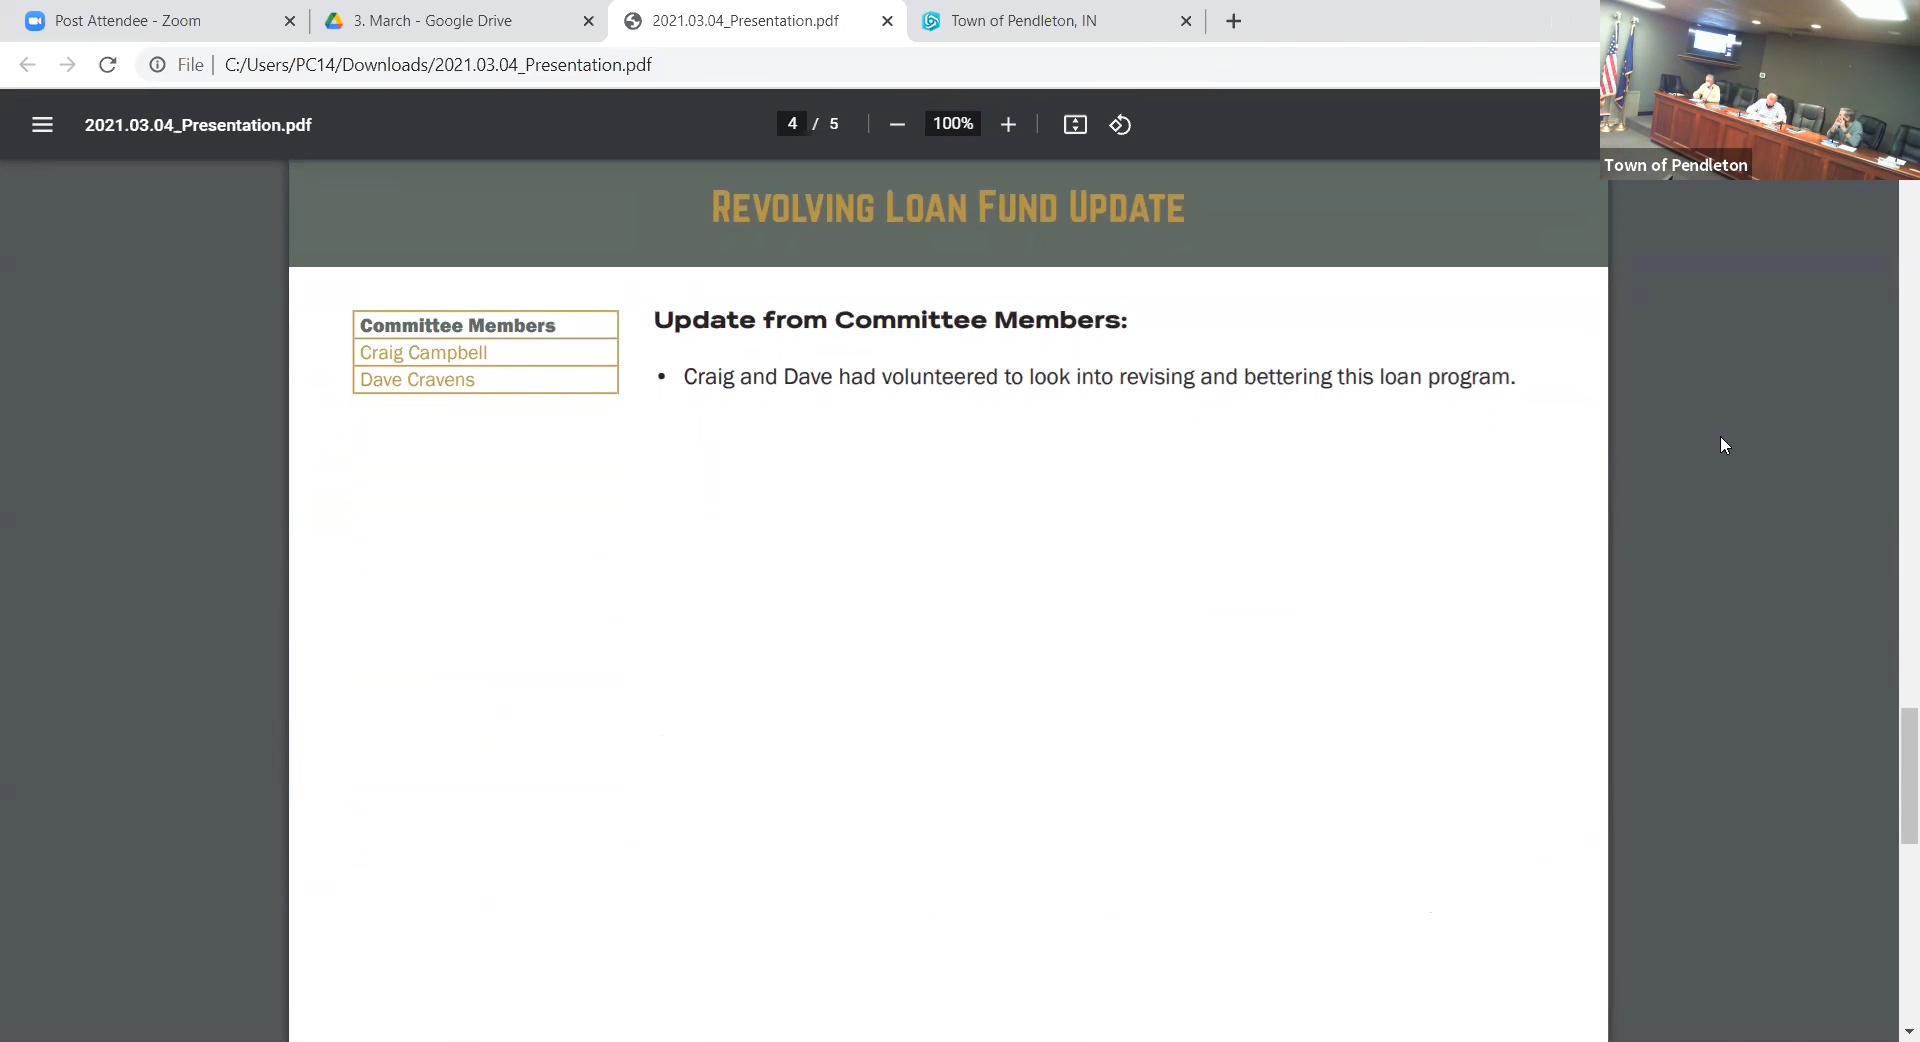 Post Attendee - Zoom
3. March - Google Drive
2021.03.04_Presentation.pdf
Town of Pendleton, IN
File
C:/Users/PC14/Downloads/2021.03.04_Presentation.pdf
2021.03.04_Presentation.pdf
4 / 5
100%
Town of Pendleton
Revolving Loan Fund Update
Committee Members
Craig Campbell
Dave Cravens
Update from Committee Members:
• Craig and Dave had volunteered to look into revising and bettering this loan program.